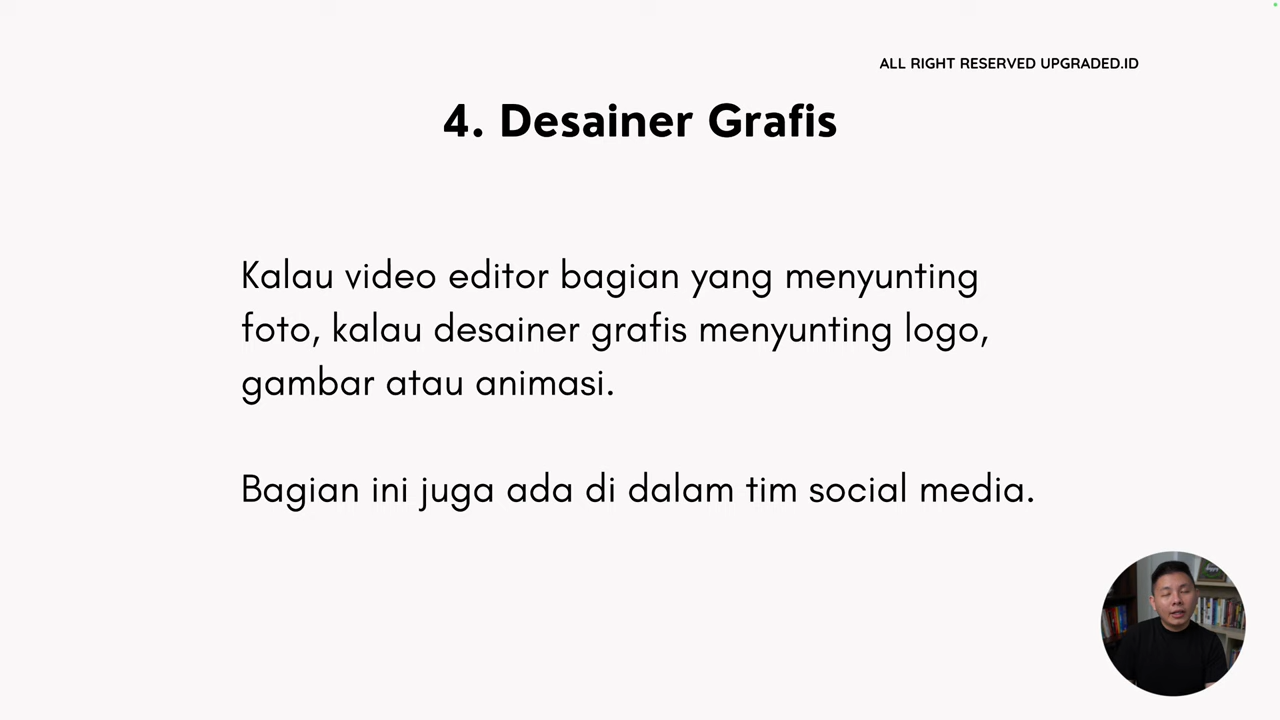 ALL RIGHT RESERVED UPGRADED.ID
4. Desainer Grafis
Kalau video editor bagian yang menyunting
foto, kalau desainer grafis menyunting logo,
gambar atau animasi.
Bagian ini juga ada di dalam tim social media.